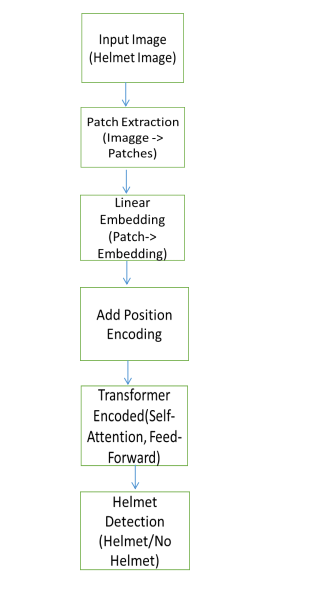 Input Image
(Helmet Image)
Patch Extraction
(Imagge ->
Patches)
Linear
Embedding
(Patch->
Embedding)
Add Position
Encoding
Transformer
Encoded(Self-
Attention, Feed-
Forward)
Helmet
Detection
(Helmet/No
Helmet)